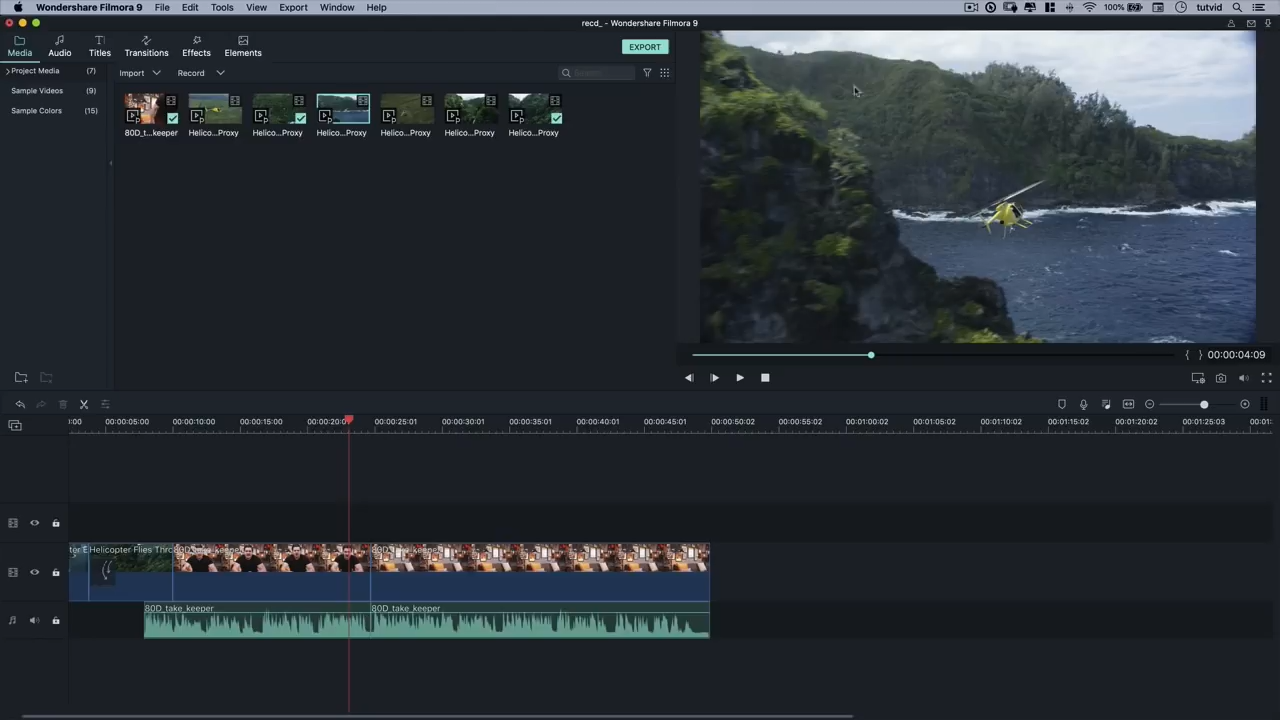 Wondershare Filmora 9 File Edit Tools View Export Window Help 100% tutvid
recd_ - Wondershare Filmora 9
Media Audio Titles Transitions Effects Elements EXPORT
Project Media (7) Import Record Search
Sample Videos (9)
Sample Colors (15)
80D_t...keeper Helico...Proxy Helico...Proxy Helico...Proxy Helico...Proxy Helico...Proxy Helico...Proxy
{ } 00:00:04:09
0:00 00:00:05:00 00:00:10:00 00:00:15:00 00:00:20:0 00:00:25:01 00:00:30:01 00:00:35:01 00:00:40:01 00:00:45:01 00:00:50:02 00:00:55:02 00:01:00:02 00:01:05:02 00:01:10:02 00:01:15:02 00:01:20:02 00:01:25:03 00:01:
ter E Helicopter Flies Thr 80D_take_keeper 80D_take_keeper
80D_take_keeper 80D_take_keeper